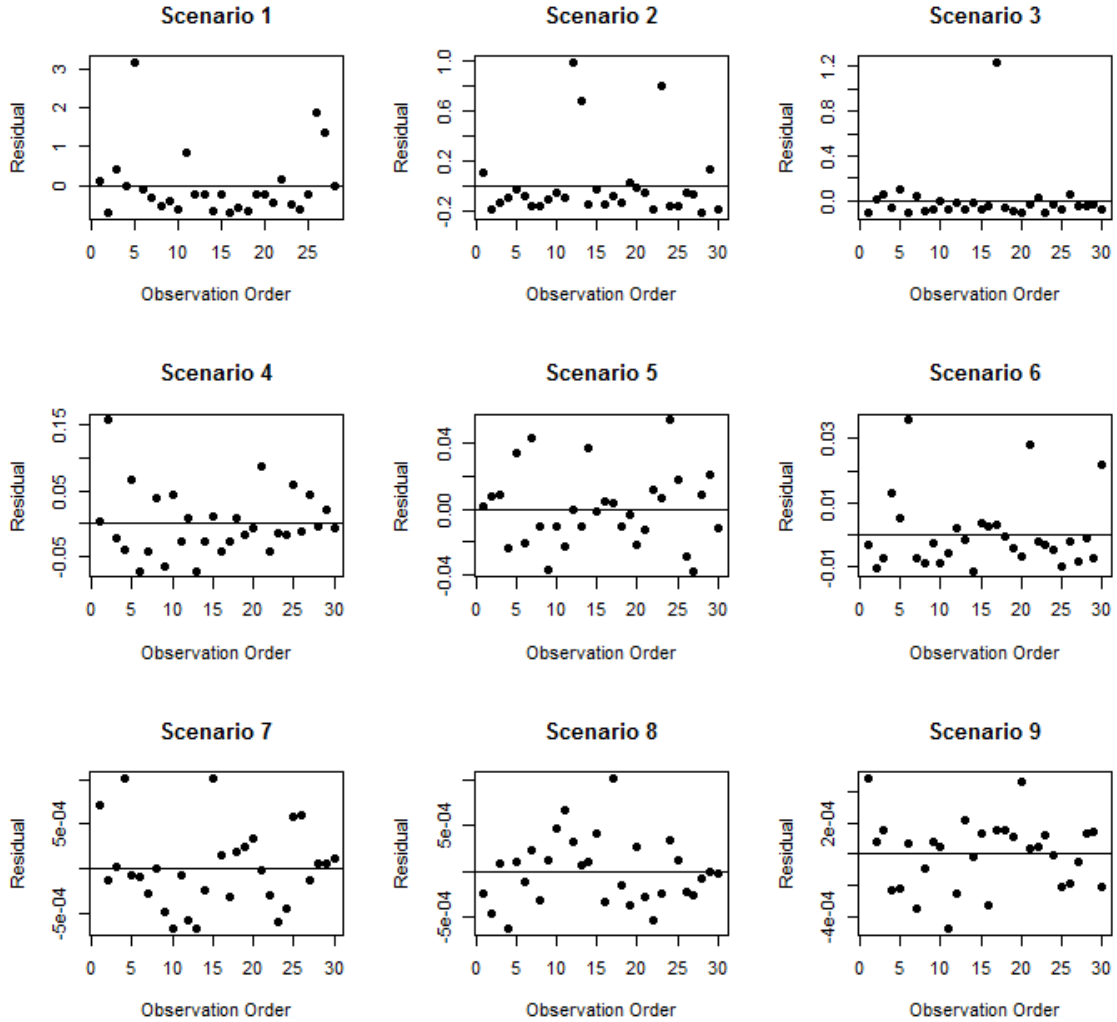 Scenario 1
Residual
3
2
1
0
0 5 10 15 20 25
Observation Order
Scenario 2
Residual
1.0
0.6
0.2
-0.2
0 5 10 15 20 25 30
Observation Order
Scenario 3
Residual
1.2
0.8
0.4
0.0
0 5 10 15 20 25 30
Observation Order
Scenario 4
Residual
0.15
0.05
-0.05
0 5 10 15 20 25 30
Observation Order
Scenario 5
Residual
0.04
0.00
-0.04
0 5 10 15 20 25 30
Observation Order
Scenario 6
Residual
0.03
0.01
-0.01
0 5 10 15 20 25 30
Observation Order
Scenario 7
Residual
5e-04
-5e-04
0 5 10 15 20 25 30
Observation Order
Scenario 8
Residual
5e-04
-5e-04
0 5 10 15 20 25 30
Observation Order
Scenario 9
Residual
2e-04
-4e-04
0 5 10 15 20 25 30
Observation Order